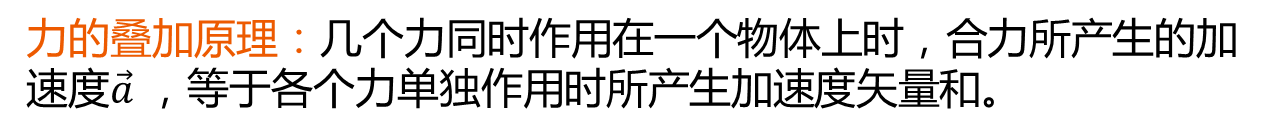 力的叠加原理：几个力同时作用在一个物体上时，合力所产生的加
速度a⃗ ，等于各个力单独作用时所产生加速度矢量和。